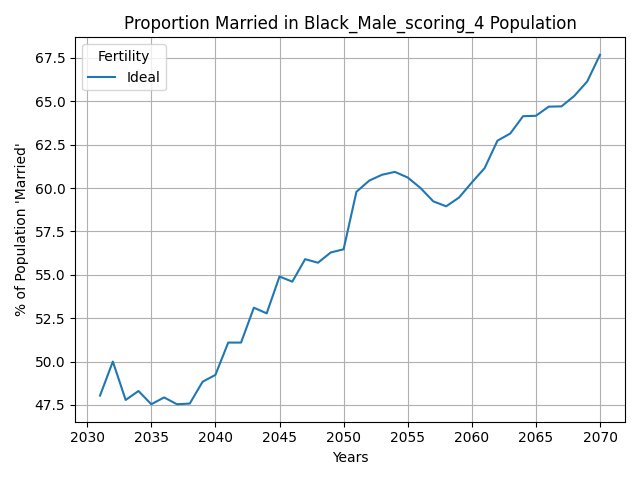 Proportion Married in Black_Male_scoring_4 Population
% of Population 'Married'
67.5
65.0
62.5
60.0
57.5
55.0
52.5
50.0
47.5
Fertility
Ideal
2030 2035 2040 2045 2050 2055 2060 2065 2070
Years